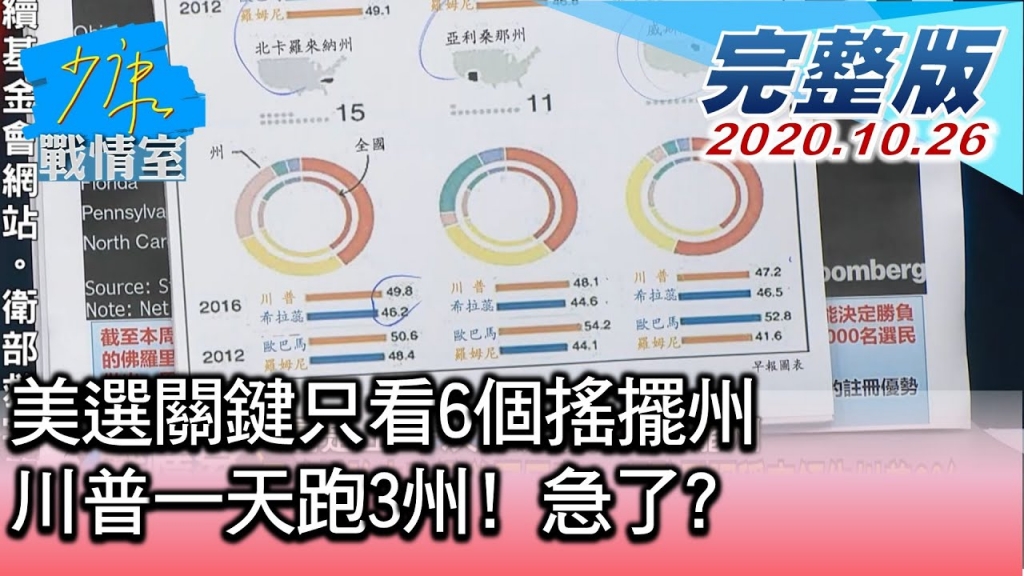 少康
戰情室
完整版
2020.10.26
續基金會網站。衛部
2012
羅姆尼 49.1
羅姆尼
北卡羅來納州
亞利桑那州
15
11
州
全國
Florida
Pennsylva
North Car
Source: S
Note: Net
oomberg
2016
川普 49.8
希拉蕊 46.2
2012
歐巴馬 50.6
羅姆尼 48.4
川普 48.1
希拉蕊 44.6
歐巴馬 54.2
羅姆尼 44.1
川普 47.2
希拉蕊 46.5
歐巴馬 52.8
羅姆尼 41.6
早報圖表
截至本周
的佛羅里
能決定勝負
000名選民
的註冊優勢
美選關鍵只看6個搖擺州
川普一天跑3州！急了?